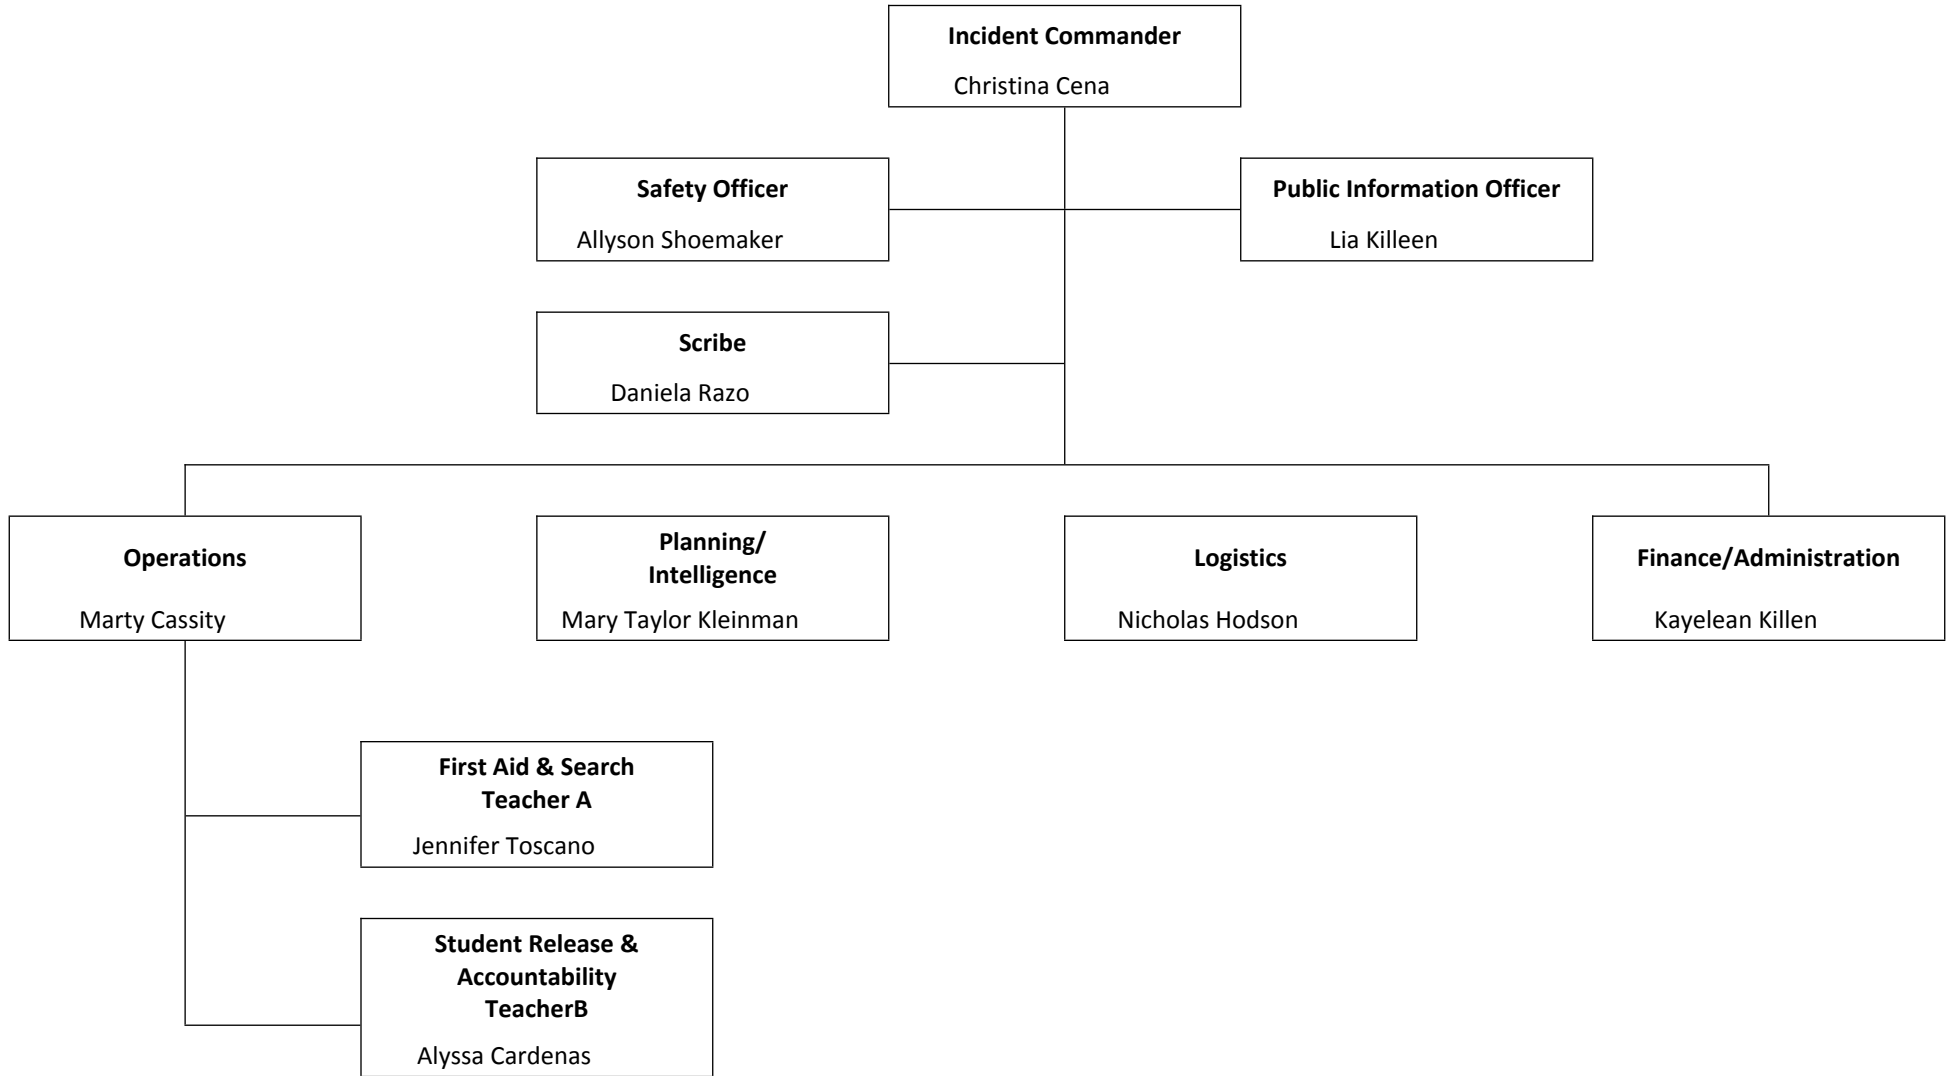 Incident Commander
Christina Cena
Safety Officer
Allyson Shoemaker
Public Information Officer
Lia Killeen
Scribe
Daniela Razo
Operations
Marty Cassity
Planning/
Intelligence
Mary Taylor Kleinman
Logistics
Nicholas Hodson
Finance/Administration
Kayelean Killen
First Aid & Search
Teacher A
Jennifer Toscano
Student Release &
Accountability
TeacherB
Alyssa Cardenas